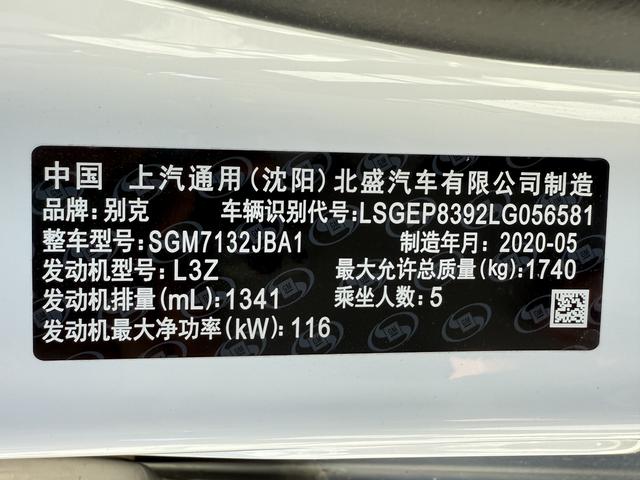 中国 上汽通用(沈阳)北盛汽车有限公司制造
品牌:别克 车辆识别代号:LSGEP8392LG056581
整车型号:SGM7132JBA1 制造年月:2020-05
发动机型号:L3Z 最大允许总质量(kg):1740
发动机排量(mL):1341 乘坐人数:5
发动机最大净功率(kW):116